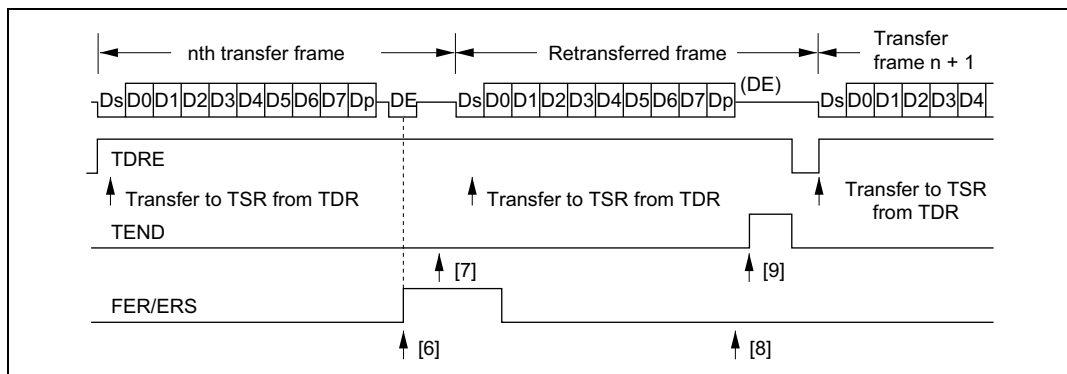 nth transfer frame
Retransferred frame
Transfer
frame n + 1
Ds D0 D1 D2 D3 D4 D5 D6 D7 Dp DE
Ds D0 D1 D2 D3 D4 D5 D6 D7 Dp (DE)
Ds D0 D1 D2 D3 D4
TDRE
Transfer to TSR from TDR
Transfer to TSR from TDR
Transfer to TSR
from TDR
TEND
[7]
[9]
FER/ERS
[6]
[8]